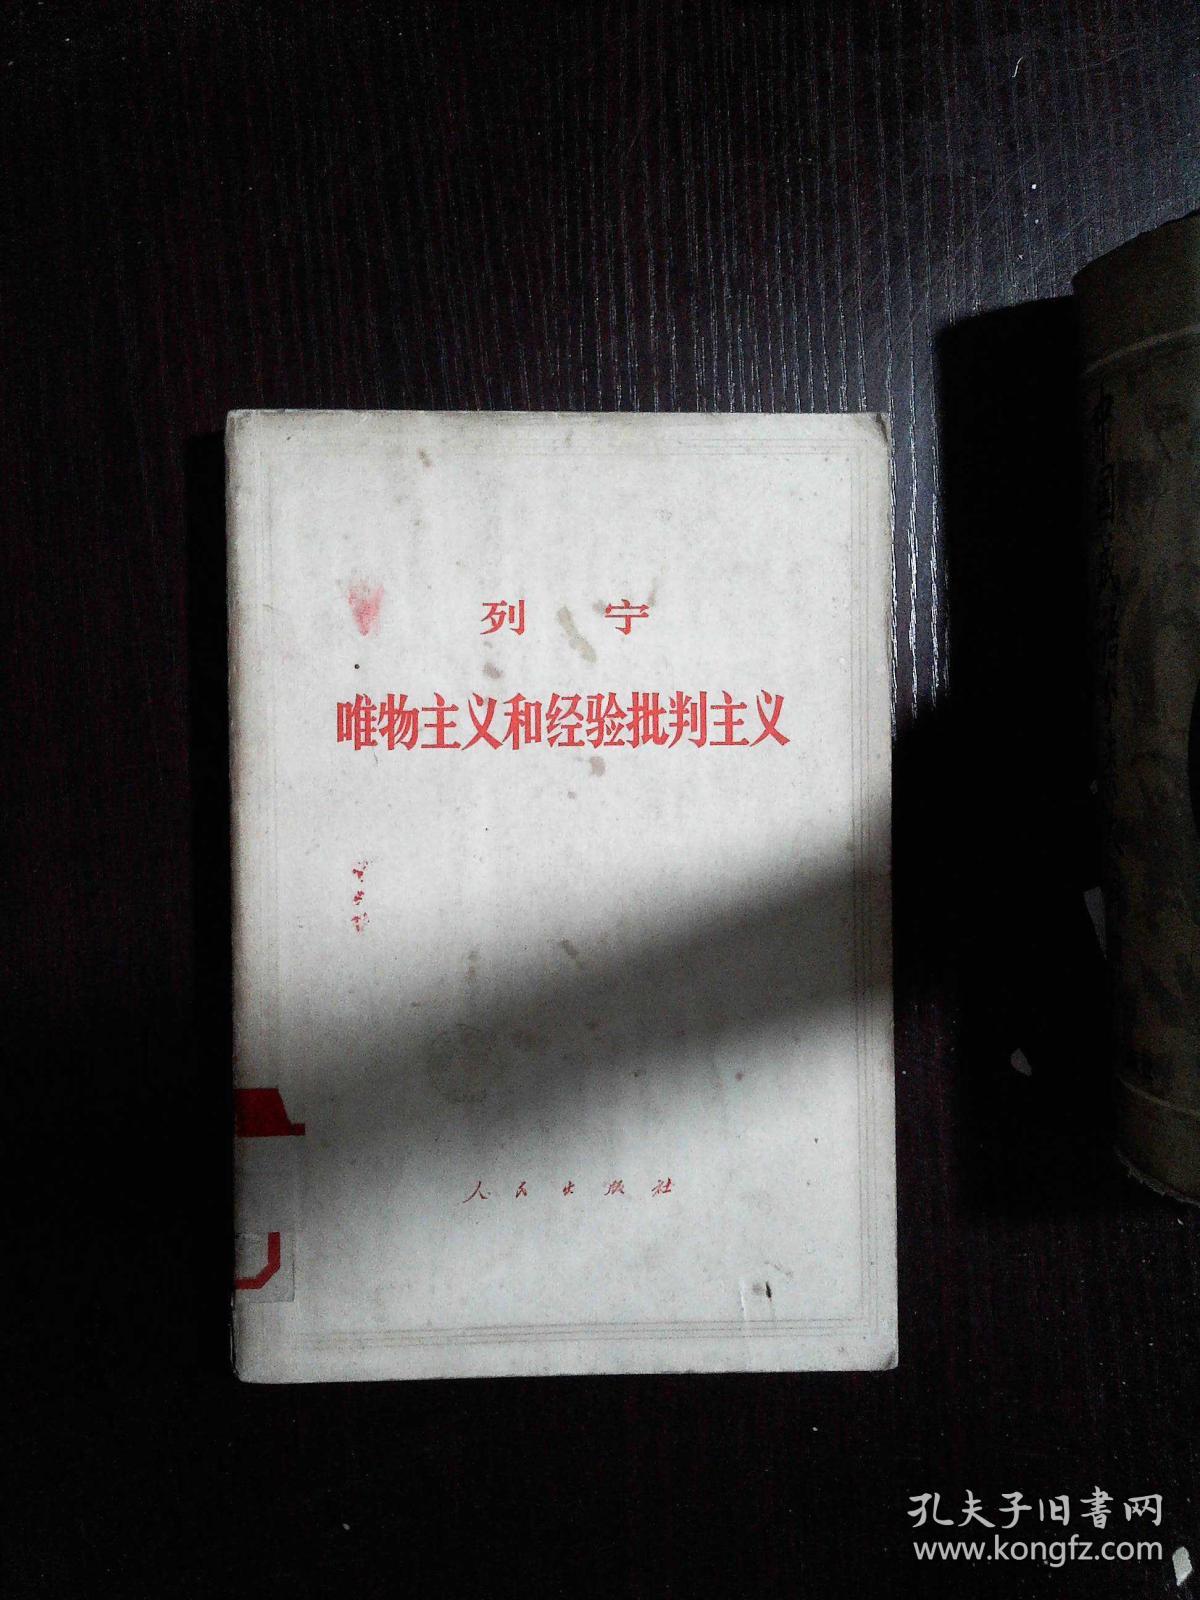 列 宁
唯物主义和经验批判主义
人民出版社
孔夫子旧書网
www.kongfz.com